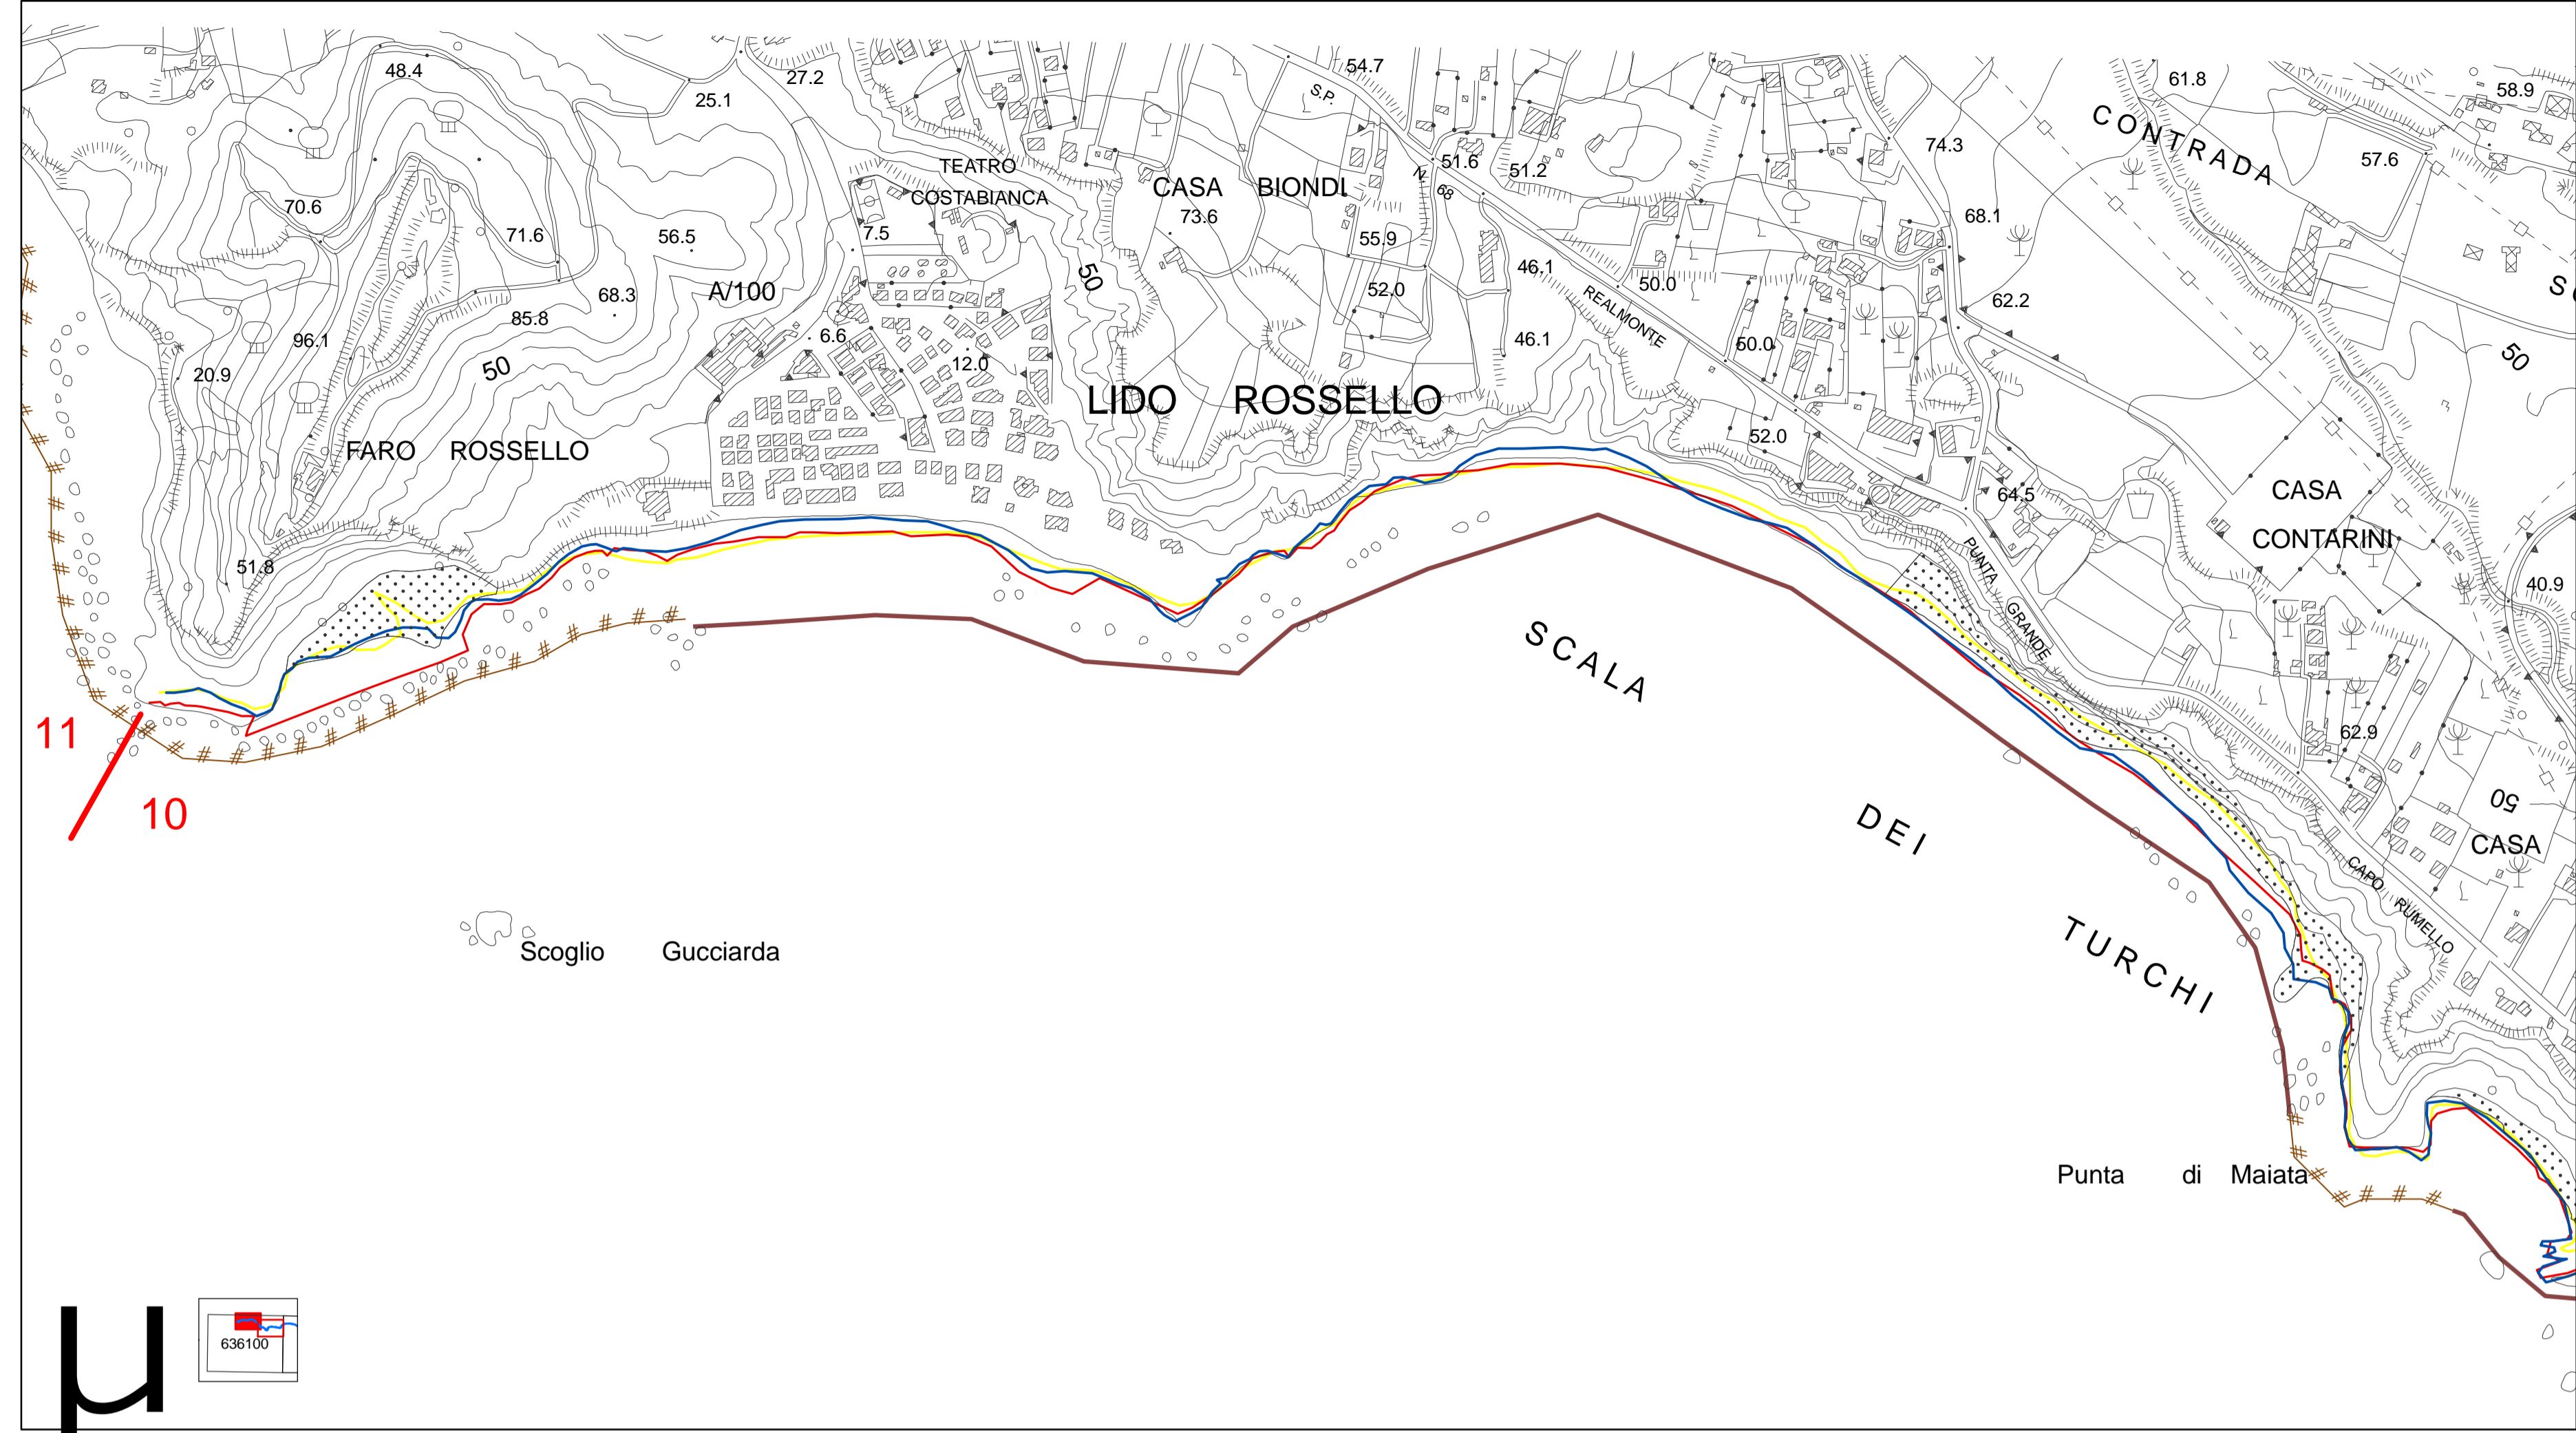 48.4
25.1
27.2
54.7
S.P.
61.8
58.9
CONTRADA
74.3
57.6
51.6
51.2
N. 68
TEATRO
COSTABIANCA
CASA BIONDI
73.6
70.6
71.6
56.5
7.5
55.9
68.1
46.1
50
50.0
REALMONTE
52.0
62.2
A/100
68.3
85.8
96.1
6.6
12.0
46.1
50.0
50
20.9
50
LIDO ROSSELLO
FARO ROSSELLO
52.0
64.5
CASA
CONTARINI
51.8
PUNTA GRANDE
40.9
SCALA
DEI
TURCHI
11
10
62.9
50
CASA
CAPO RUMELLO
Scoglio Gucciarda
Punta di Maiata
µ
636100